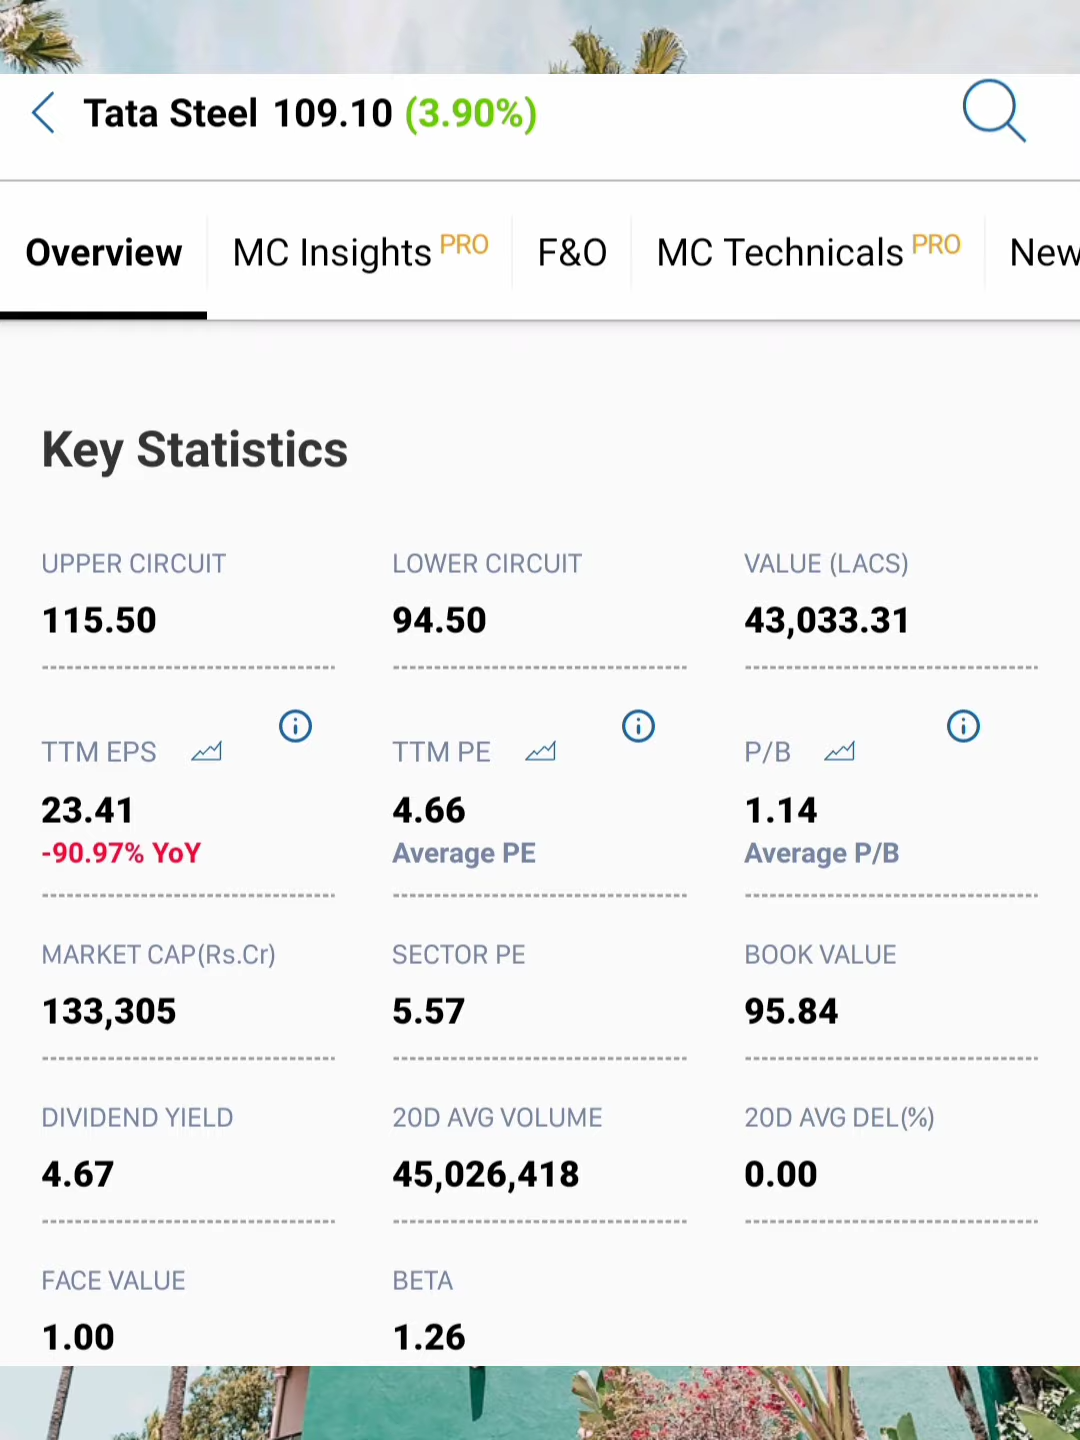 Tata Steel 109.10 (3.90%)
Overview MC Insights PRO F&O MC Technicals PRO New
Key Statistics
UPPER CIRCUIT LOWER CIRCUIT VALUE (LACS)
115.50 94.50 43,033.31
TTM EPS TTM PE P/B
23.41 4.66 1.14
-90.97% YoY Average PE Average P/B
MARKET CAP(Rs.Cr) SECTOR PE BOOK VALUE
133,305 5.57 95.84
DIVIDEND YIELD 20D AVG VOLUME 20D AVG DEL(%)
4.67 45,026,418 0.00
FACE VALUE BETA
1.00 1.26